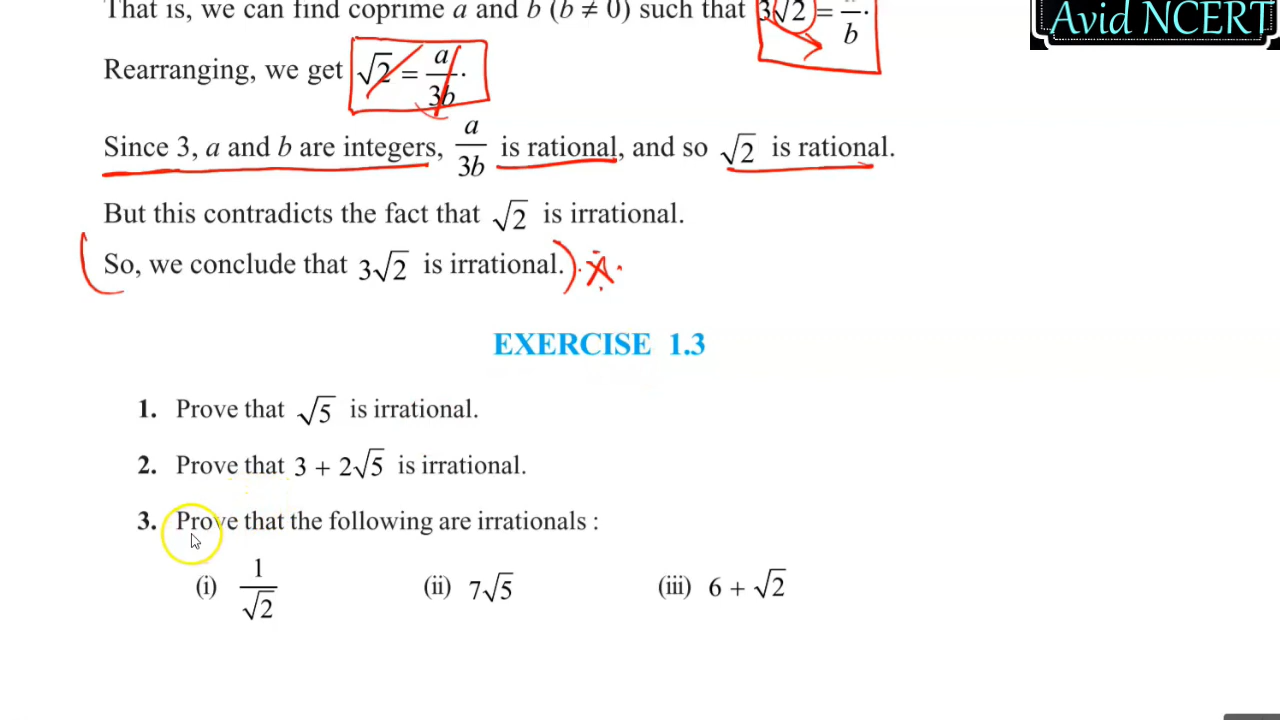 That is, we can find coprime a and b (b ≠ 0) such that 3√2 = — ·
b
Avid NCERT
Rearranging, we get √2 = a/3b ·
Since 3, a and b are integers, a/3b is rational, and so √2 is rational.
But this contradicts the fact that √2 is irrational.
So, we conclude that 3√2 is irrational.
EXERCISE 1.3
1. Prove that √5 is irrational.
2. Prove that 3 + 2√5 is irrational.
3. Prove that the following are irrationals :
(i) 1/√2 (ii) 7√5 (iii) 6 + √2